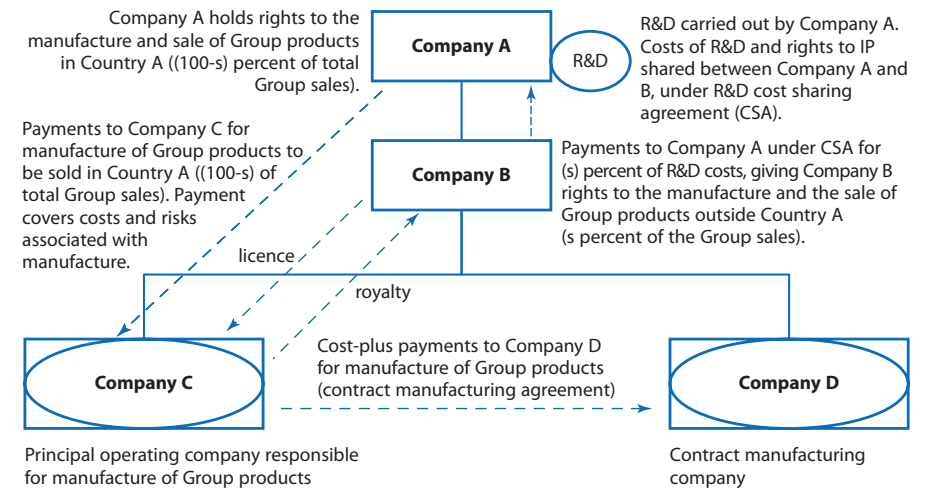 Company A holds rights to the
manufacture and sale of Group products
in Country A ((100-s) percent of total
Group sales).
Company A
R&D
R&D carried out by Company A.
Costs of R&D and rights to IP
shared between Company A and
B, under R&D cost sharing
agreement (CSA).
Payments to Company C for
manufacture of Group products to
be sold in Country A ((100-s) of
total Group sales). Payment
covers costs and risks
associated with
manufacture.
Company B
Payments to Company A under CSA for
(s) percent of R&D costs, giving Company B
rights to the manufacture and the sale of
Group products outside Country A
(s percent of the Group sales).
licence
royalty
Company C
Cost-plus payments to Company D
for manufacture of Group products
(contract manufacturing agreement)
Company D
Principal operating company responsible
for manufacture of Group products
Contract manufacturing
company